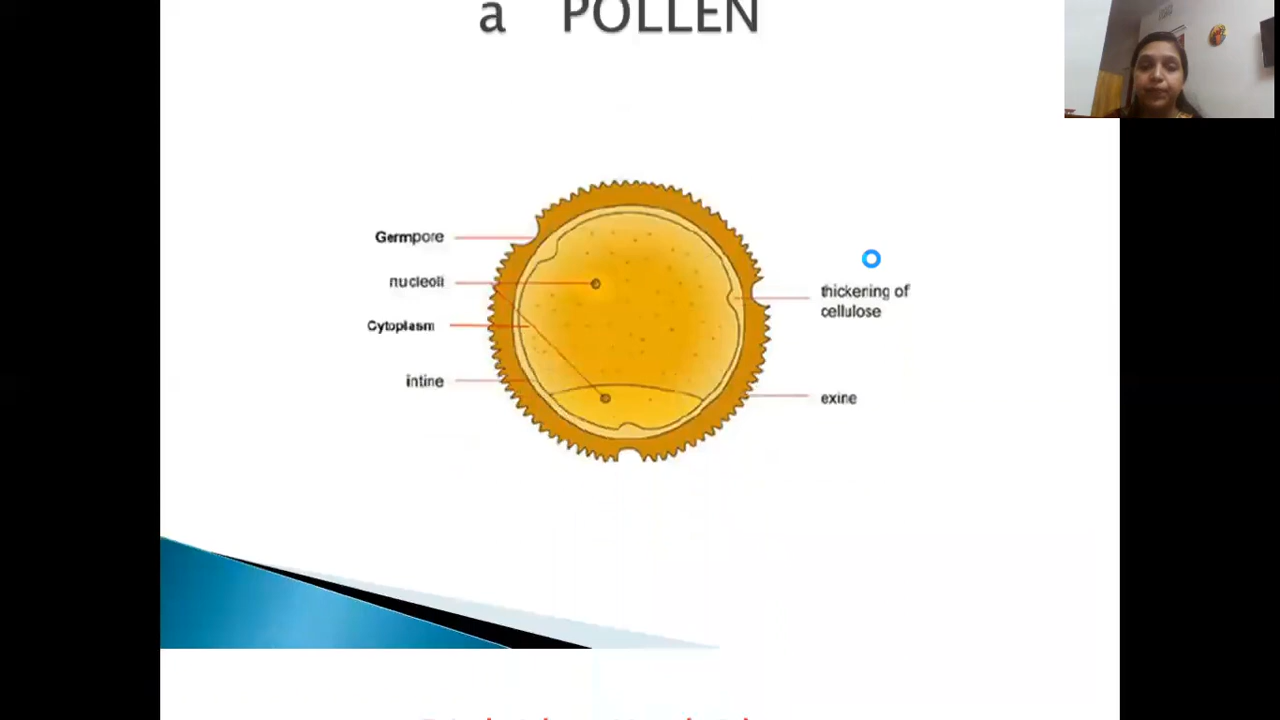 a POLLEN
Germpore
nucleoli
Cytoplasm
intine
thickening of
cellulose
exine